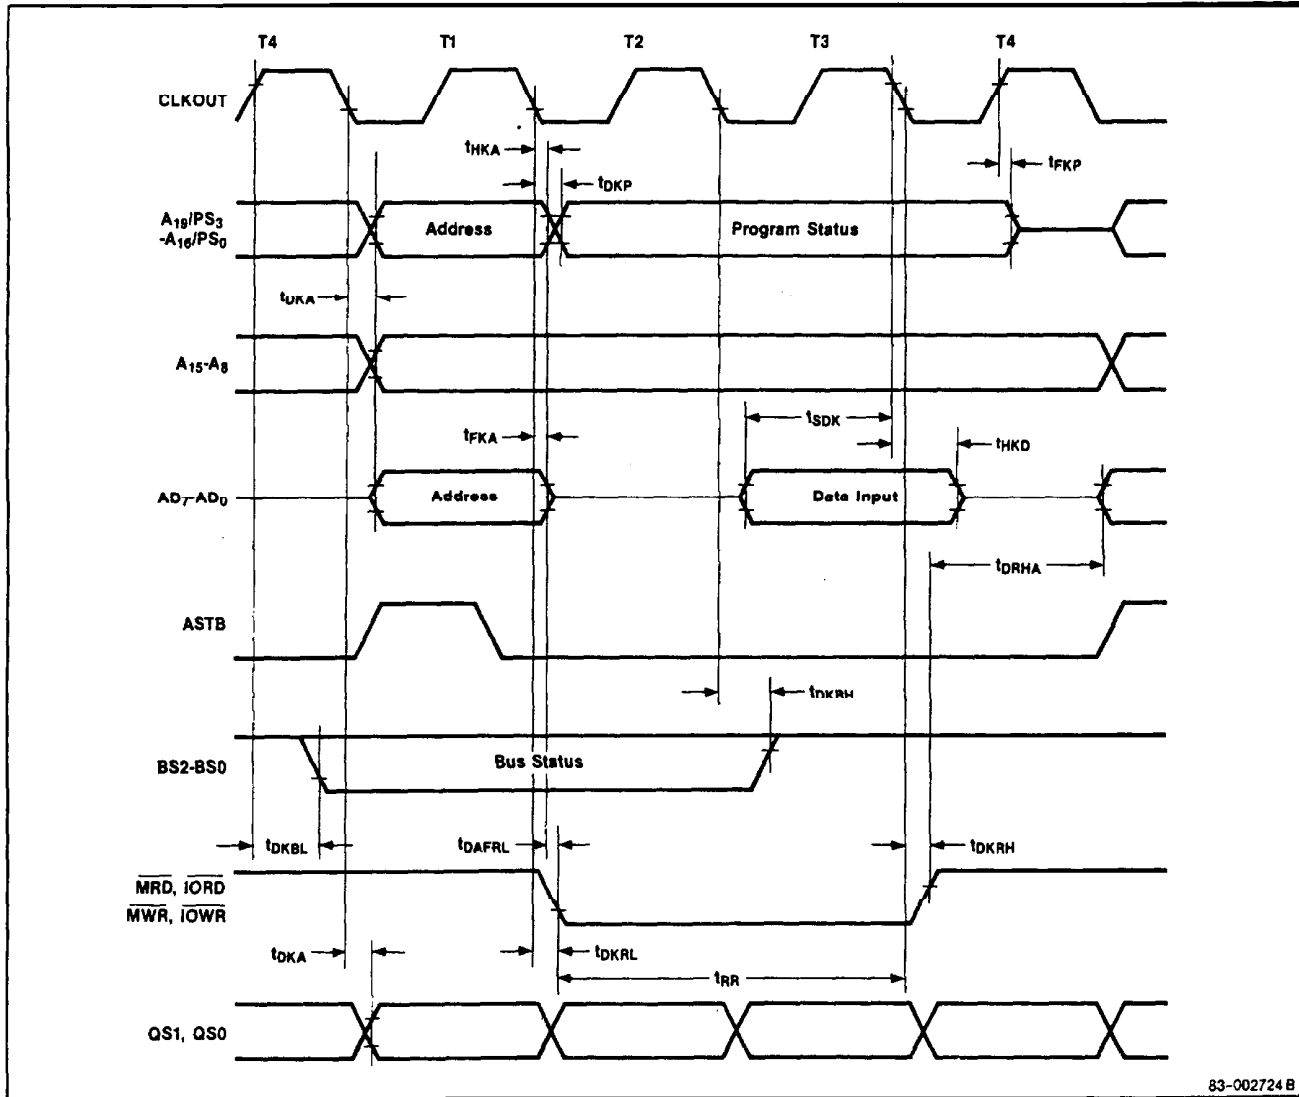 T4 T1 T2 T3 T4
CLKOUT
tHKA
tFKP
tDKP
A19/PS3
-A16/PS0
Address
Program Status
tDKA
A15-A8
tSDK
tFKA
tHKD
AD7-AD0
Address
Data Input
tDRHA
ASTB
tDKBH
BS2-BS0
Bus Status
tDKBL
tDAFRL
tDKRH
MRD, IORD
MWR, IOWR
tDKA
tDKRL
tRR
QS1, QS0
83-002724B